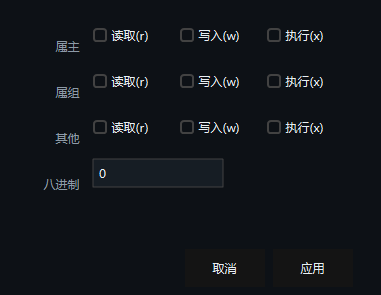 属主 读取(r) 写入(w) 执行(x)
属组 读取(r) 写入(w) 执行(x)
其他 读取(r) 写入(w) 执行(x)
八进制 0
取消 应用